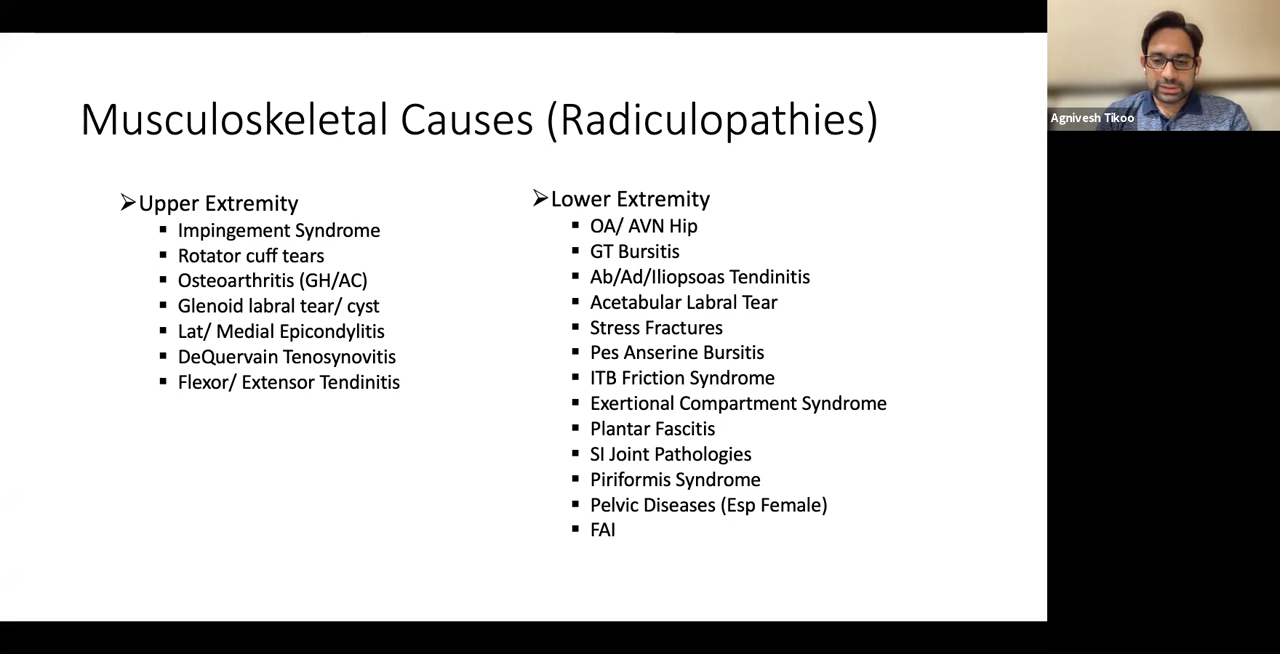 Musculoskeletal Causes (Radiculopathies)
Agnivesh Tikoo
Upper Extremity
Impingement Syndrome
Rotator cuff tears
Osteoarthritis (GH/AC)
Glenoid labral tear/ cyst
Lat/ Medial Epicondylitis
DeQuervain Tenosynovitis
Flexor/ Extensor Tendinitis
Lower Extremity
OA/ AVN Hip
GT Bursitis
Ab/Ad/Iliopsoas Tendinitis
Acetabular Labral Tear
Stress Fractures
Pes Anserine Bursitis
ITB Friction Syndrome
Exertional Compartment Syndrome
Plantar Fascitis
SI Joint Pathologies
Piriformis Syndrome
Pelvic Diseases (Esp Female)
FAI